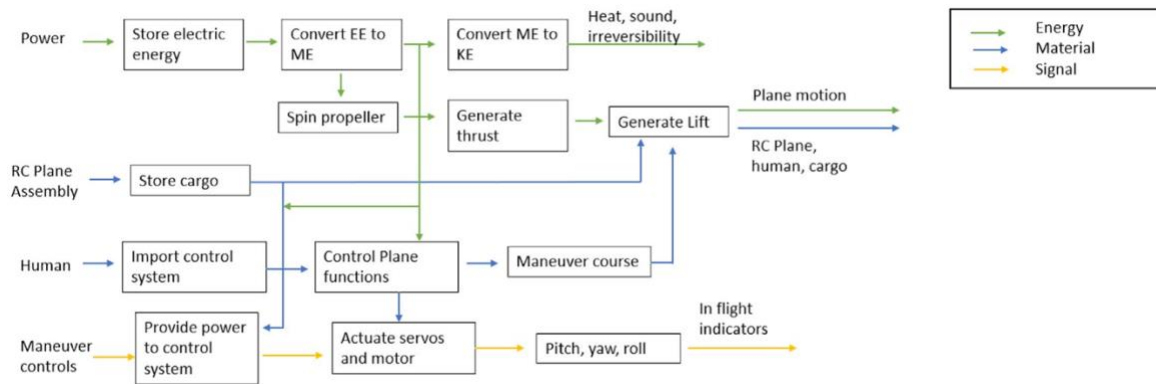 Power
Store electric
energy
Convert EE to
ME
Convert ME to
KE
Heat, sound,
irreversibility
Energy
Material
Signal
Spin propeller
Generate
thrust
Generate Lift
Plane motion
RC Plane,
human, cargo
RC Plane
Assembly
Store cargo
Human
Import control
system
Control Plane
functions
Maneuver course
Maneuver
controls
Provide power
to control
system
Actuate servos
and motor
Pitch, yaw, roll
In flight
indicators